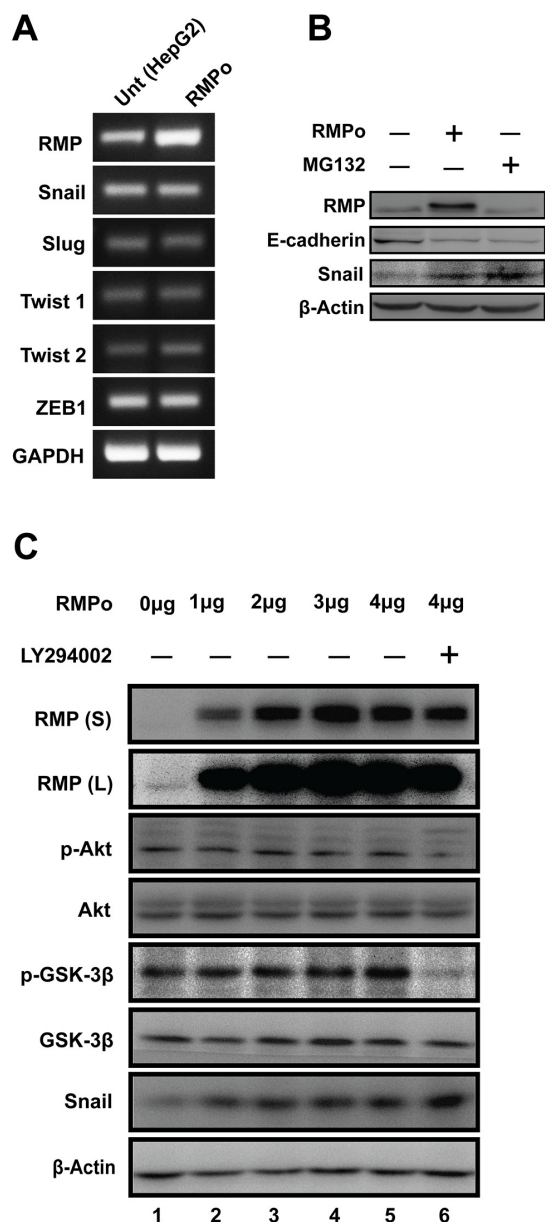 A
Unt (HepG2) RMPo
RMP
Snail
Slug
Twist 1
Twist 2
ZEB1
GAPDH
B
RMPo — + —
MG132 — — +
RMP
E-cadherin
Snail
β-Actin
C
RMPo 0μg 1μg 2μg 3μg 4μg 4μg
LY294002 — — — — — +
RMP (S)
RMP (L)
p-Akt
Akt
p-GSK-3β
GSK-3β
Snail
β-Actin
1 2 3 4 5 6